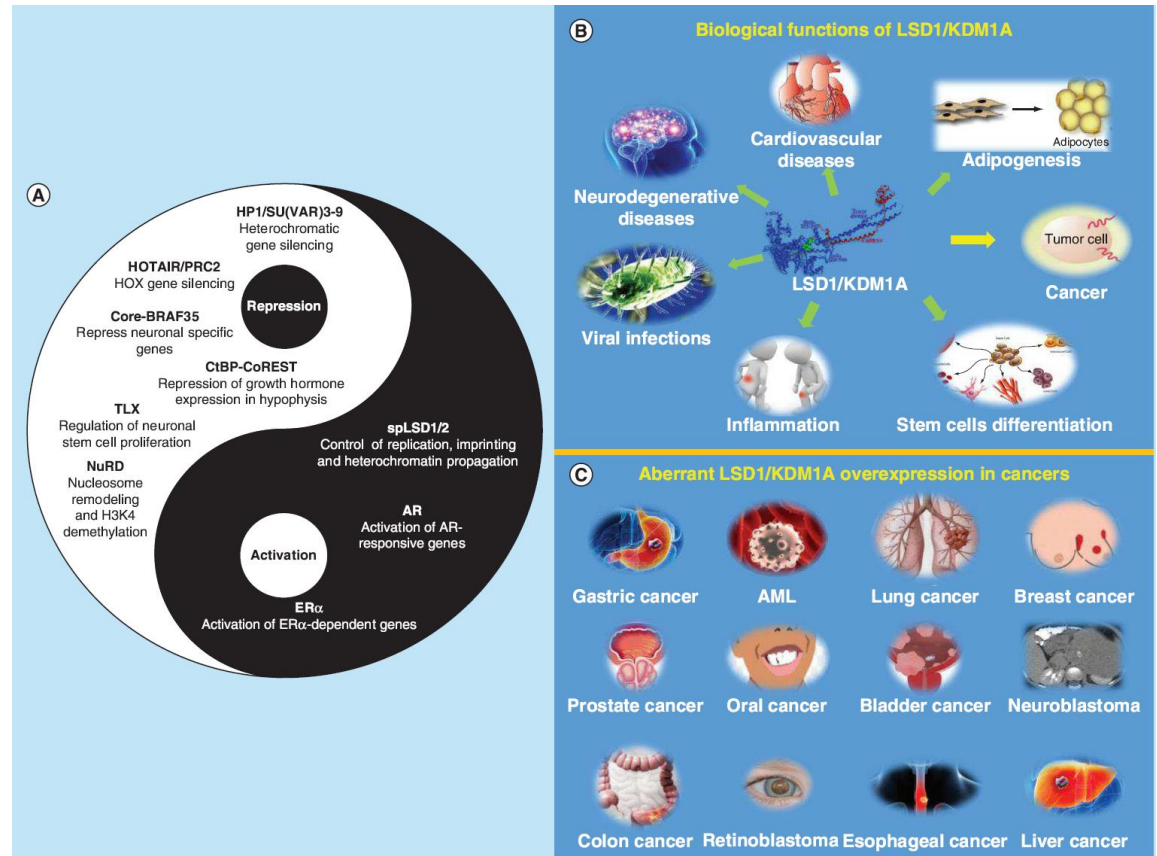 A
HP1/SU(VAR)3-9
Heterochromatic
gene silencing
HOTAIR/PRC2
HOX gene silencing
Repression
Core-BRAF35
Repress neuronal specific
genes
CtBP-CoREST
Repression of growth hormone
expression in hypophysis
TLX
Regulation of neuronal
stem cell proliferation
NuRD
Nucleosome
remodeling
and H3K4
demethylation
spLSD1/2
Control of replication, imprinting
and heterochromatin propagation
AR
Activation of AR-
responsive genes
Activation
ERα
Activation of ERα-dependent genes
B
Biological functions of LSD1/KDM1A
Cardiovascular
diseases
Adipocytes
Adipogenesis
Neurodegenerative
diseases
Tumor cell
Cancer
LSD1/KDM1A
Viral infections
Inflammation
Stem cells differentiation
C
Aberrant LSD1/KDM1A overexpression in cancers
Gastric cancer
AML
Lung cancer
Breast cancer
Prostate cancer
Oral cancer
Bladder cancer
Neuroblastoma
Colon cancer
Retinoblastoma
Esophageal cancer
Liver cancer